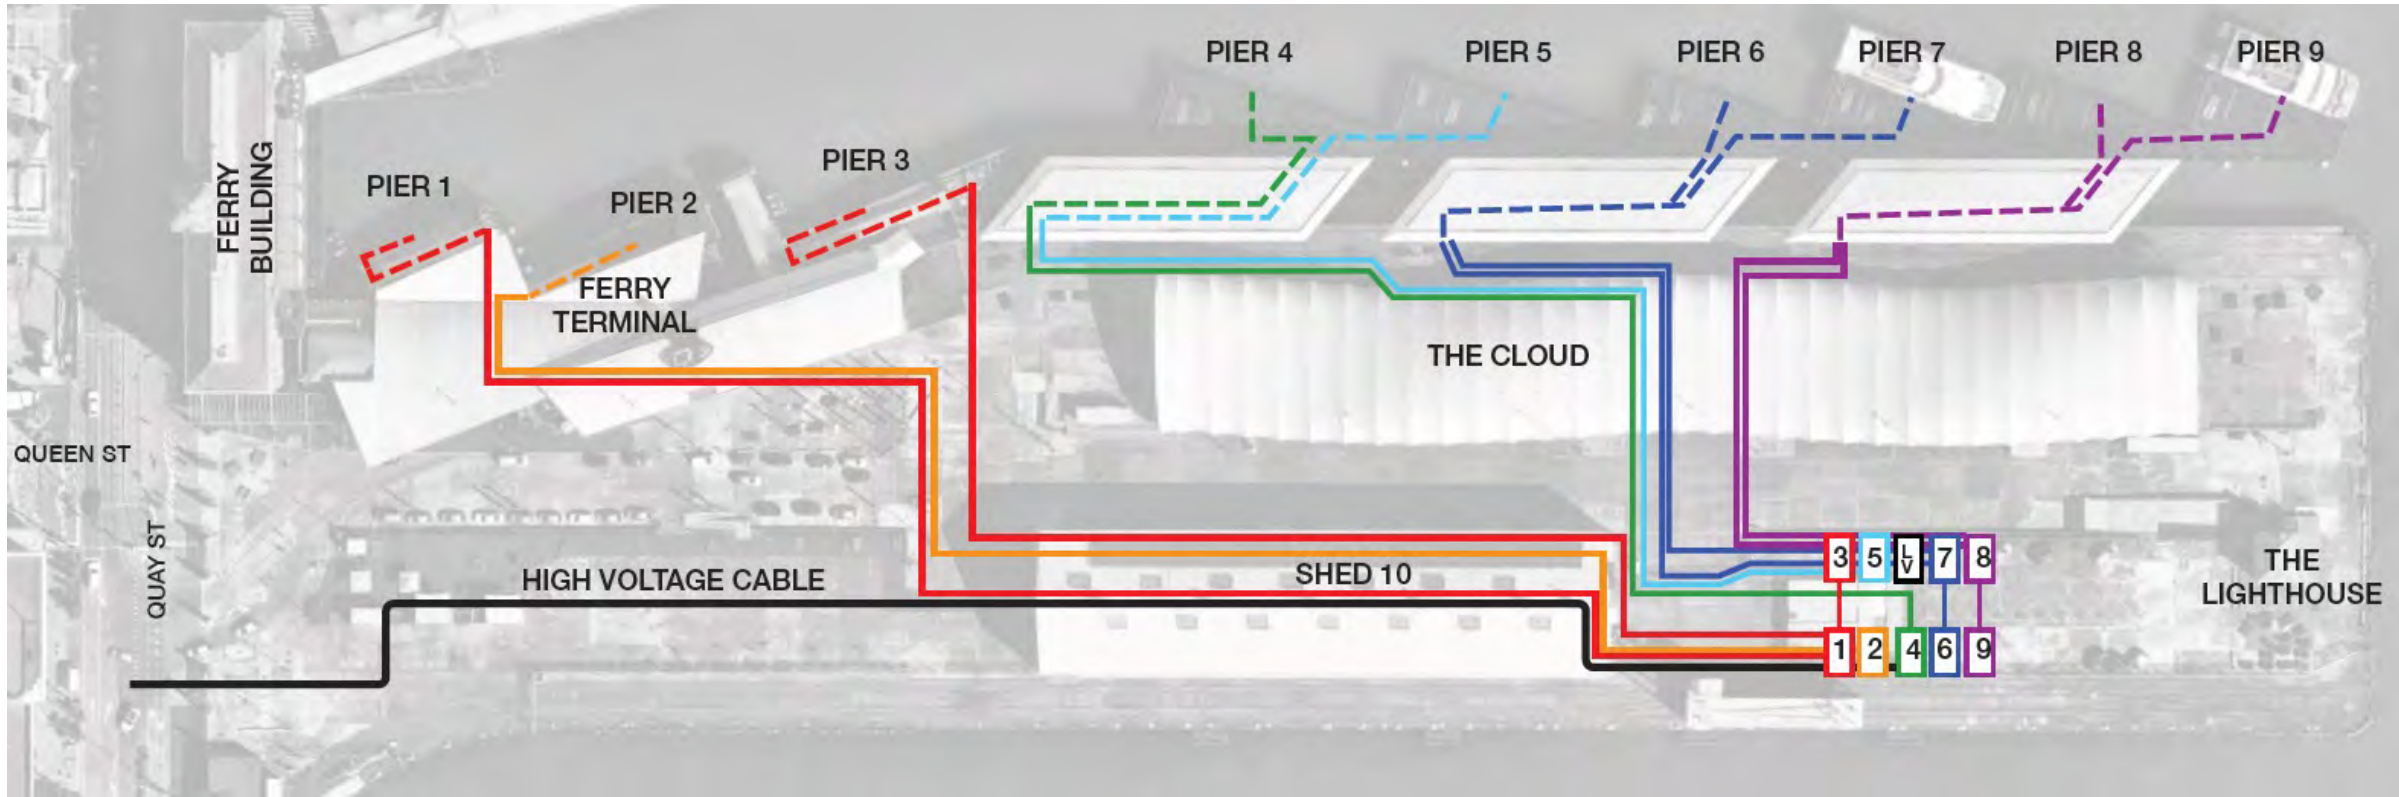 PIER 4
PIER 5
PIER 6
PIER 7
PIER 8
PIER 9
PIER 3
PIER 1
PIER 2
FERRY
BUILDING
FERRY
TERMINAL
THE CLOUD
QUEEN ST
QUAY ST
HIGH VOLTAGE CABLE
SHED 10
3
5
LV
7
8
1
2
4
6
9
THE
LIGHTHOUSE